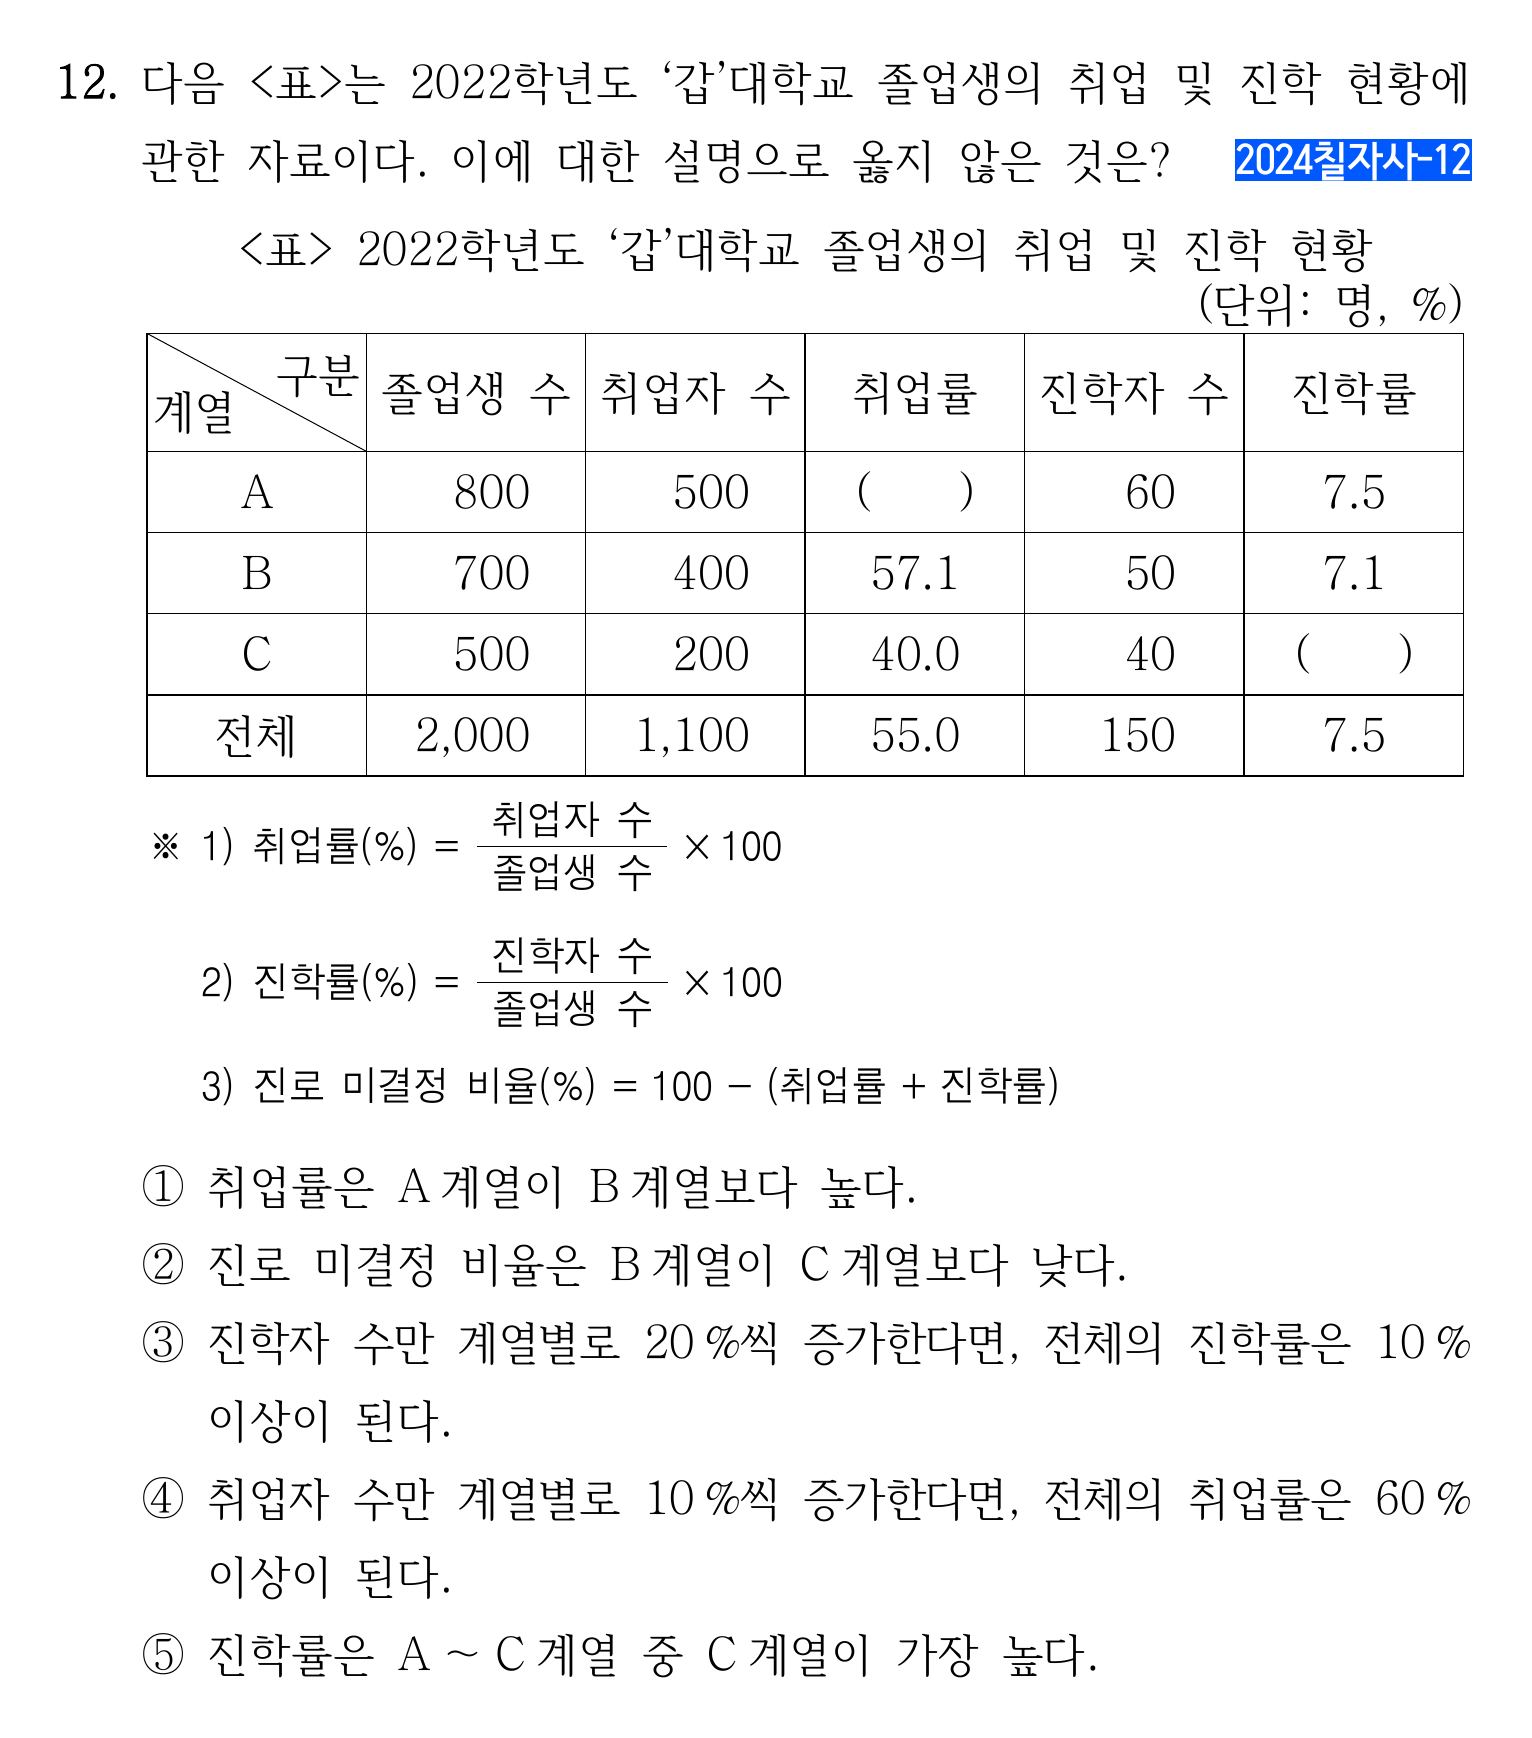 12. 다음 <표>는 2022학년도 ‘갑’대학교 졸업생의 취업 및 진학 현황에
관한 자료이다. 이에 대한 설명으로 옳지 않은 것은? 2024칠자사-12
<표> 2022학년도 ‘갑’대학교 졸업생의 취업 및 진학 현황
(단위: 명, %)
계열 구분 졸업생 수 취업자 수 취업률 진학자 수 진학률
A 800 500 ( ) 60 7.5
B 700 400 57.1 50 7.1
C 500 200 40.0 40 ( )
전체 2,000 1,100 55.0 150 7.5
※ 1) 취업률(%) = 취업자 수 / 졸업생 수 × 100
2) 진학률(%) = 진학자 수 / 졸업생 수 × 100
3) 진로 미결정 비율(%) = 100 − (취업률 + 진학률)
① 취업률은 A계열이 B계열보다 높다.
② 진로 미결정 비율은 B계열이 C계열보다 낮다.
③ 진학자 수만 계열별로 20 %씩 증가한다면, 전체의 진학률은 10 %
이상이 된다.
④ 취업자 수만 계열별로 10 %씩 증가한다면, 전체의 취업률은 60 %
이상이 된다.
⑤ 진학률은 A ~ C계열 중 C계열이 가장 높다.